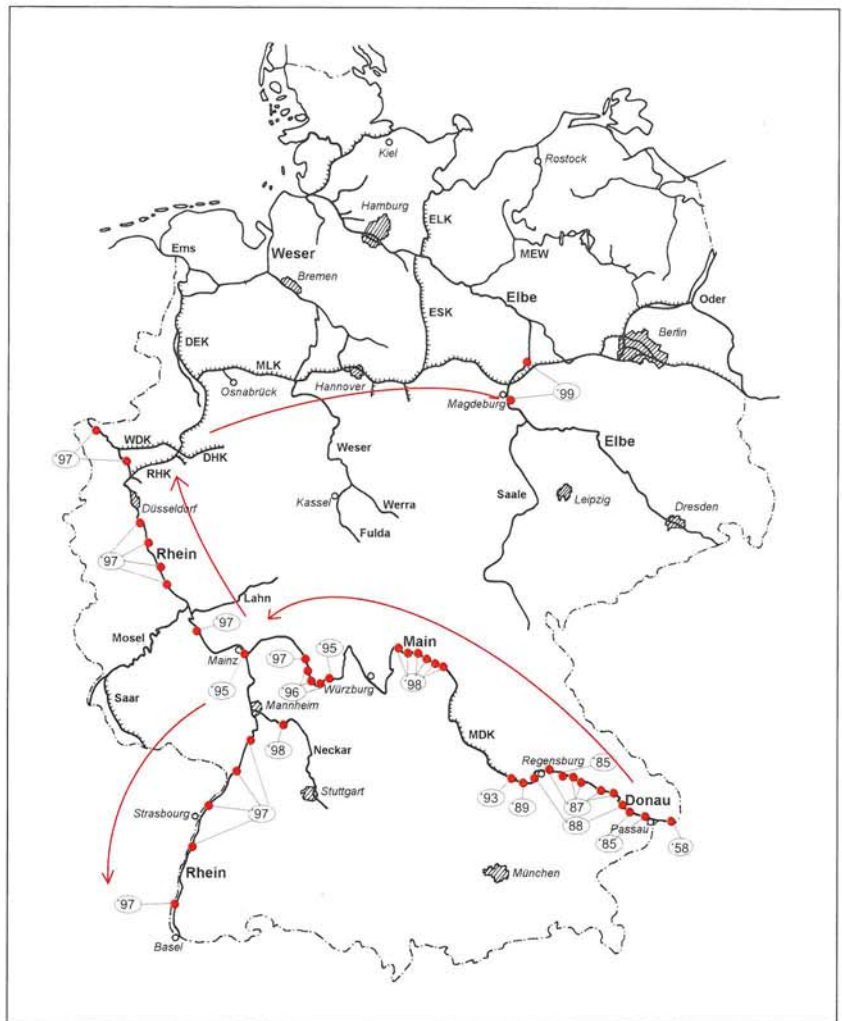 Kiel
Rostock
Hamburg
ELK
Ems
Weser
MEW
Bremen
Elbe
Oder
ESK
Berlin
DEK
MLK
Osnabrück
Hannover
'99
Magdeburg
WDK
Weser
Elbe
'97
DHK
RHK
Saale
Leipzig
Düsseldorf
Kassel
Werra
Dresden
Fulda
Rhein
'97
Lahn
'97
Mosel
Main
'95
Mainz
'97
'98
'95
'96
Würzburg
Saar
Mannheim
MDK
'98
Neckar
Regensburg
'85
Stuttgart
'93
'89
'87
Donau
Strasbourg
'97
'88
Passau
'85
'58
Rhein
München
'97
Basel